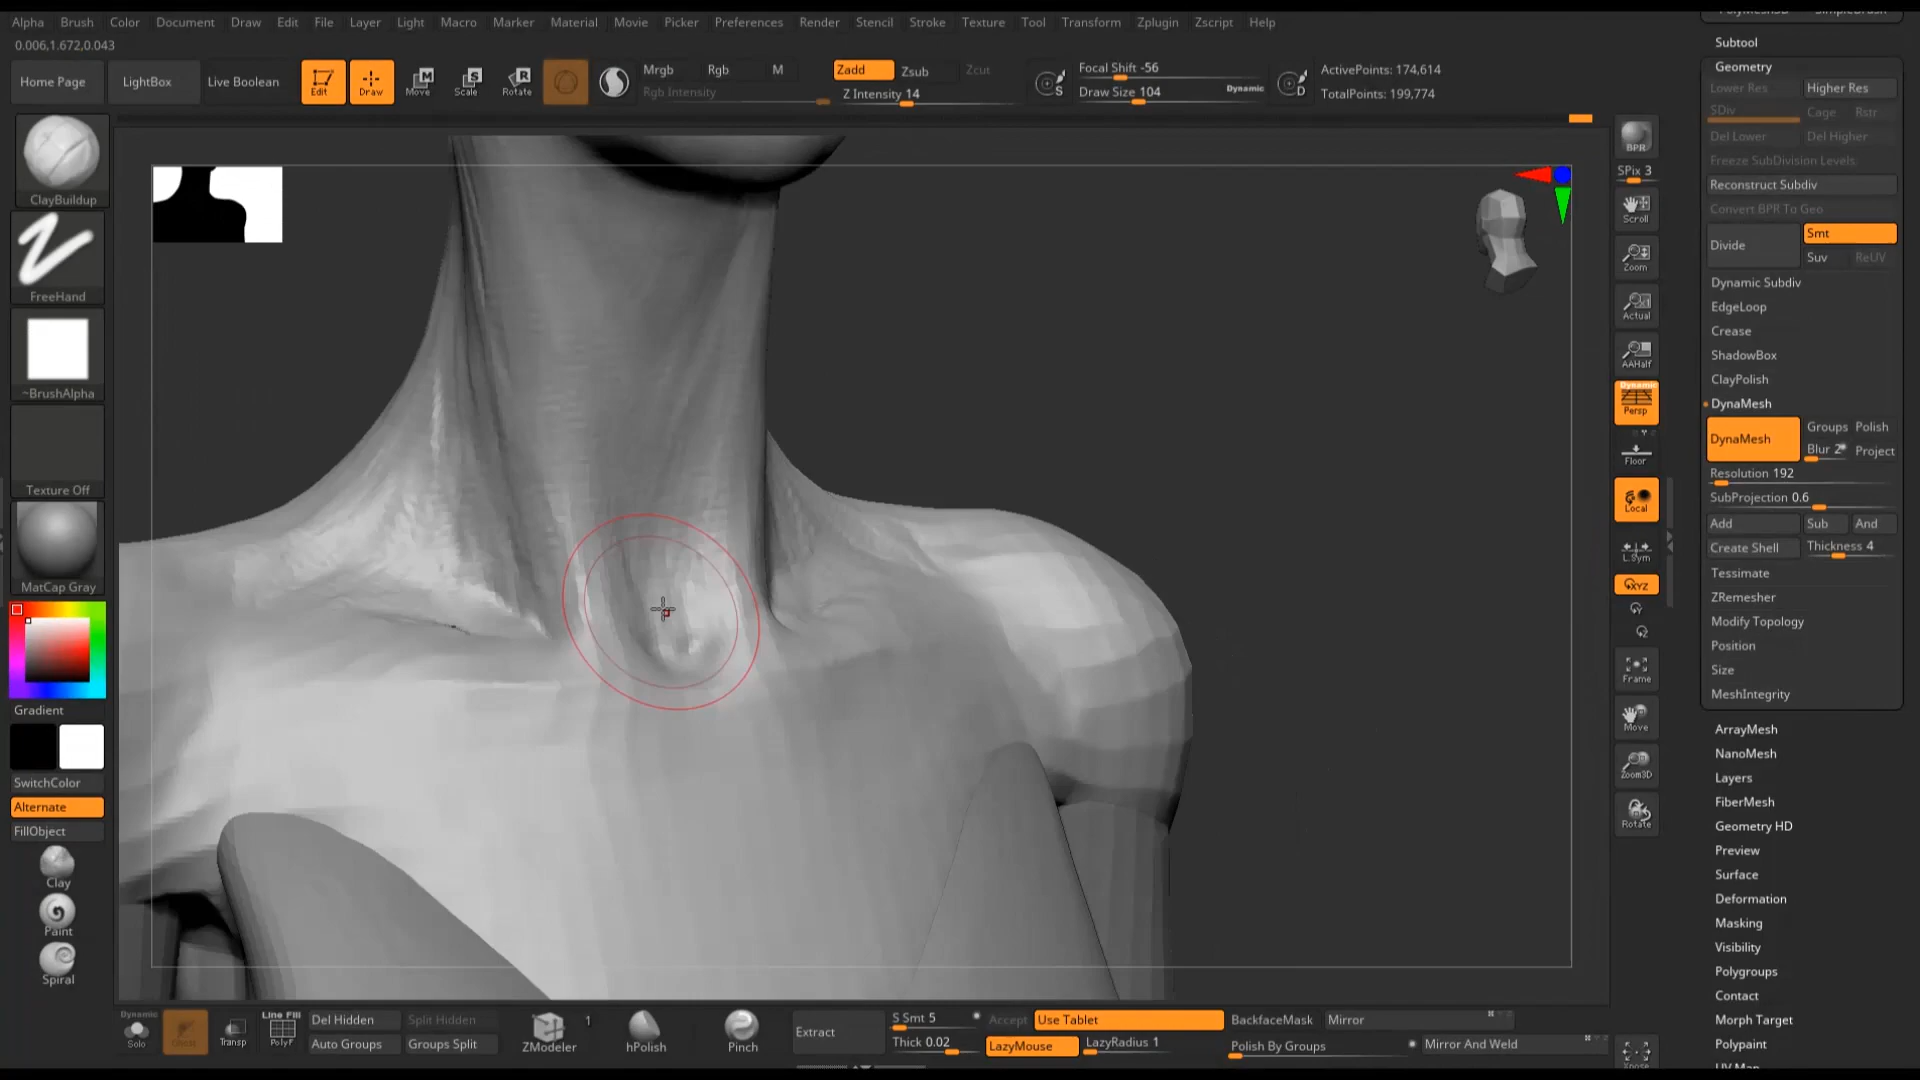 Alpha Brush Color Document Draw Edit File Layer Light Macro Marker Material Movie Picker Preferences Render Stencil Stroke Texture Tool Transform Zplugin Zscript Help
0.006,1.672,0.043
Home Page
LightBox
Live Boolean
Edit
Draw
Move
Scale
Rotate
Mrgb Rgb M
Rgb Intensity
Zadd Zsub Zcut
Z Intensity 14
Focal Shift -56
Draw Size 104
Dynamic
ActivePoints: 174,614
TotalPoints: 199,774
ClayBuildup
FreeHand
~BrushAlpha
Texture Off
MatCap Gray
Gradient
SwitchColor
Alternate
FillObject
Clay
Paint
Spiral
BPR
SPix 3
Scroll
Zoom
Actual
AAHalf
Dynamic
Persp
Floor
Local
L.Sym
XYZ
Frame
Move
Zoom3D
Rotate
Subtool
Geometry
Lower Res Higher Res
SDiv Cage Rstr
Del Lower Del Higher
Freeze SubDivision Levels
Reconstruct Subdiv
Convert BPR To Geo
Divide Smt
Suv ReUV
Dynamic Subdiv
EdgeLoop
Crease
ShadowBox
ClayPolish
DynaMesh
DynaMesh Groups Polish
Blur 2 Project
Resolution 192
SubProjection 0.6
Add Sub And
Create Shell Thickness 4
Tessimate
ZRemesher
Modify Topology
Position
Size
MeshIntegrity
ArrayMesh
NanoMesh
Layers
FiberMesh
Geometry HD
Preview
Surface
Deformation
Masking
Visibility
Polygroups
Contact
Morph Target
Polypaint
Dynamic
Solo
Transp
Line Fill
PolyF
Del Hidden Split Hidden
Auto Groups Groups Split
ZModeler
1
hPolish
Pinch
Extract
S Smt 5
Thick 0.02
Accept
Use Tablet
LazyMouse LazyRadius 1
BackfaceMask
Polish By Groups
Mirror
Mirror And Weld